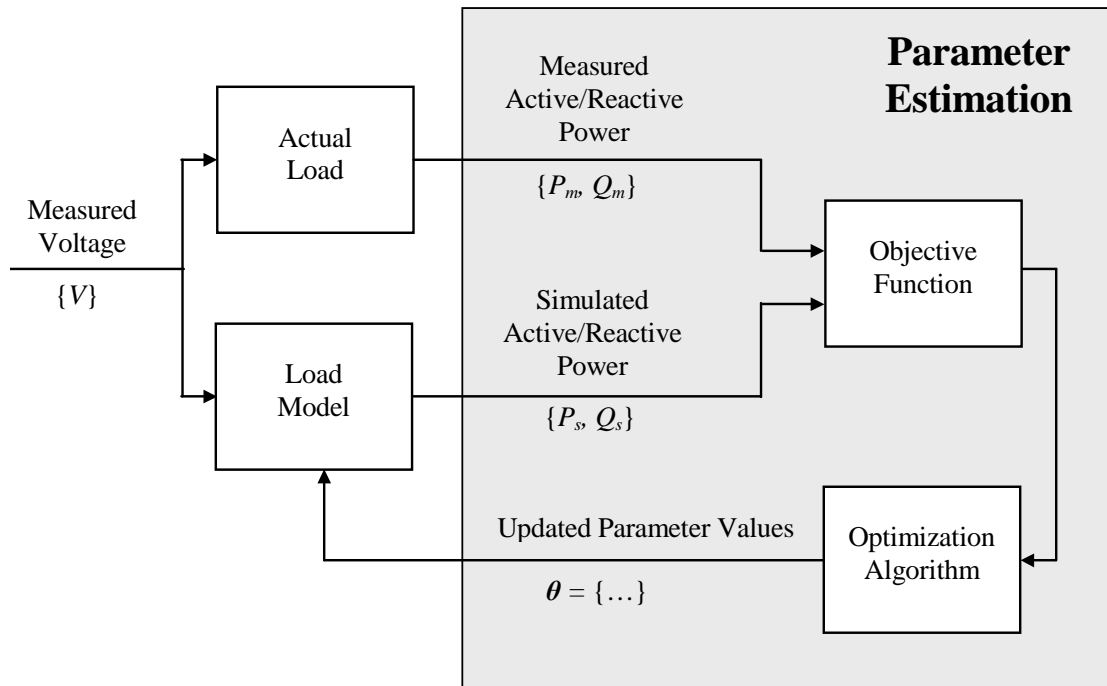 Parameter
Estimation
Measured
Active/Reactive
Power
{Pm, Qm}
Actual
Load
Measured
Voltage
{V}
Objective
Function
Simulated
Active/Reactive
Power
{Ps, Qs}
Load
Model
Updated Parameter Values
θ = {…}
Optimization
Algorithm